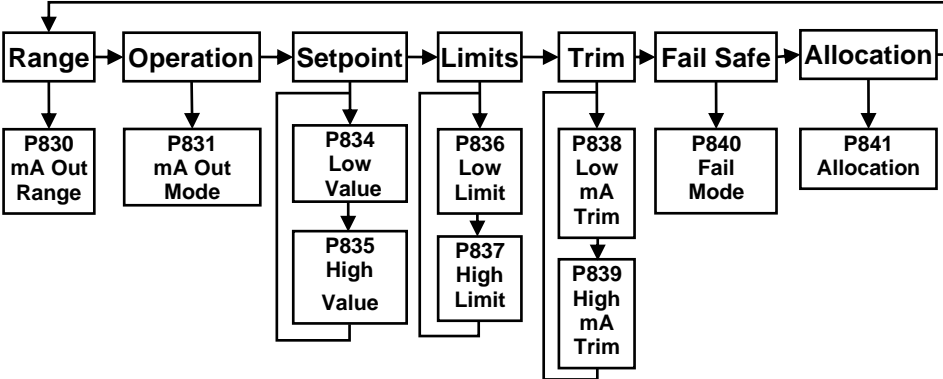 Range
Operation
Setpoint
Limits
Trim
Fail Safe
Allocation
P830
mA Out
Range
P831
mA Out
Mode
P834
Low
Value
P835
High
Value
P836
Low
Limit
P837
High
Limit
P838
Low
mA
Trim
P839
High
mA
Trim
P840
Fail
Mode
P841
Allocation